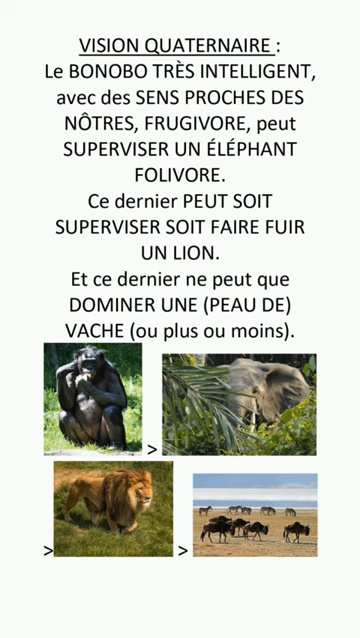 VISION QUATERNAIRE :
Le BONOBO TRÈS INTELLIGENT,
avec des SENS PROCHES DES
NÔTRES, FRUGIVORE, peut
SUPERVISER UN ÉLÉPHANT
FOLIVORE.
Ce dernier PEUT SOIT
SUPERVISER SOIT FAIRE FUIR
UN LION.
Et ce dernier ne peut que
DOMINER UNE (PEAU DE)
VACHE (ou plus ou moins).
>
> >